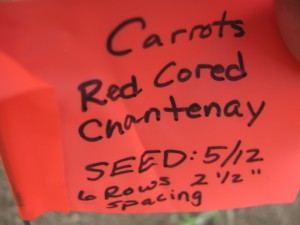 Carrots
Red Cored
Chantenay
SEED: 5/12
6 Rows 2 1/2"
spacing